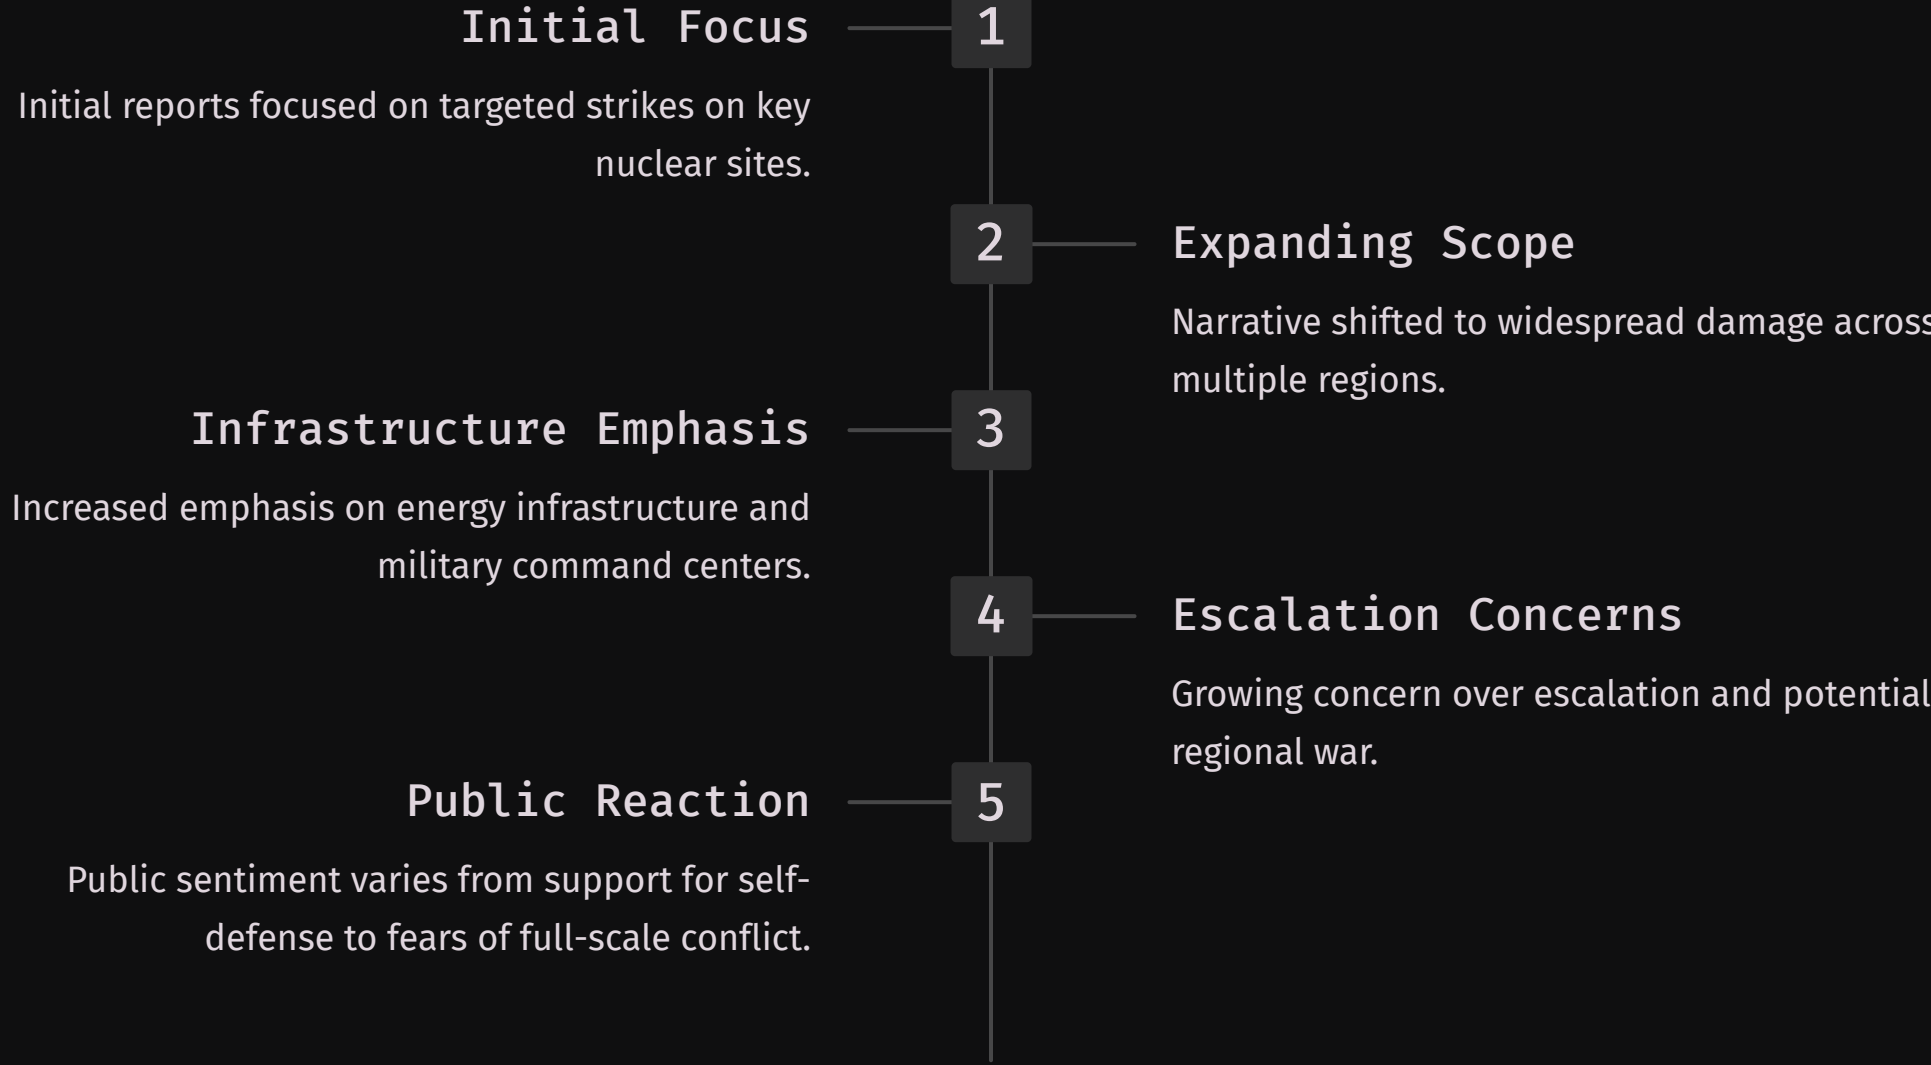 Initial Focus
1
Initial reports focused on targeted strikes on key
nuclear sites.
2
Expanding Scope
Narrative shifted to widespread damage across
multiple regions.
Infrastructure Emphasis
3
Increased emphasis on energy infrastructure and
military command centers.
4
Escalation Concerns
Growing concern over escalation and potential
regional war.
Public Reaction
5
Public sentiment varies from support for self-
defense to fears of full-scale conflict.